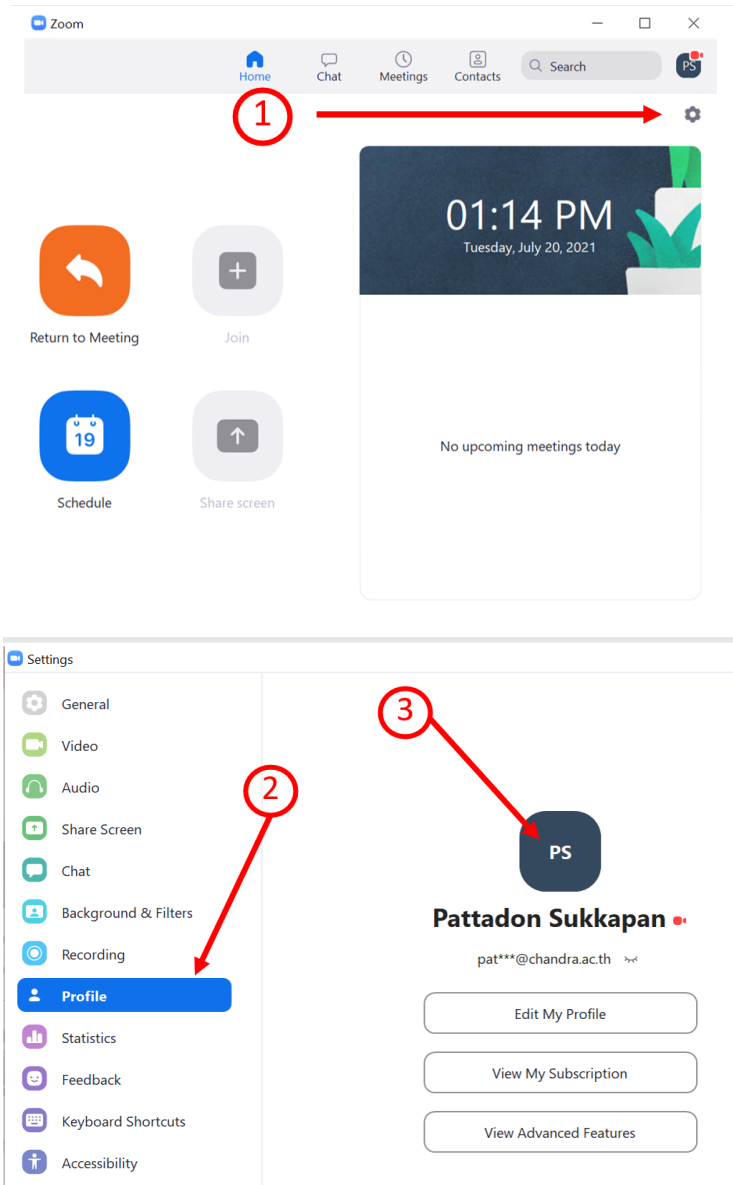 Zoom
Home
Chat
Meetings
Contacts
Search
PS
1
01:14 PM
Tuesday, July 20, 2021
Return to Meeting
Join
19
Schedule
Share screen
No upcoming meetings today
Settings
General
Video
Audio
Share Screen
Chat
Background & Filters
Recording
Profile
Statistics
Feedback
Keyboard Shortcuts
Accessibility
2
3
PS
Pattadon Sukkapan
pat***@chandra.ac.th
Edit My Profile
View My Subscription
View Advanced Features